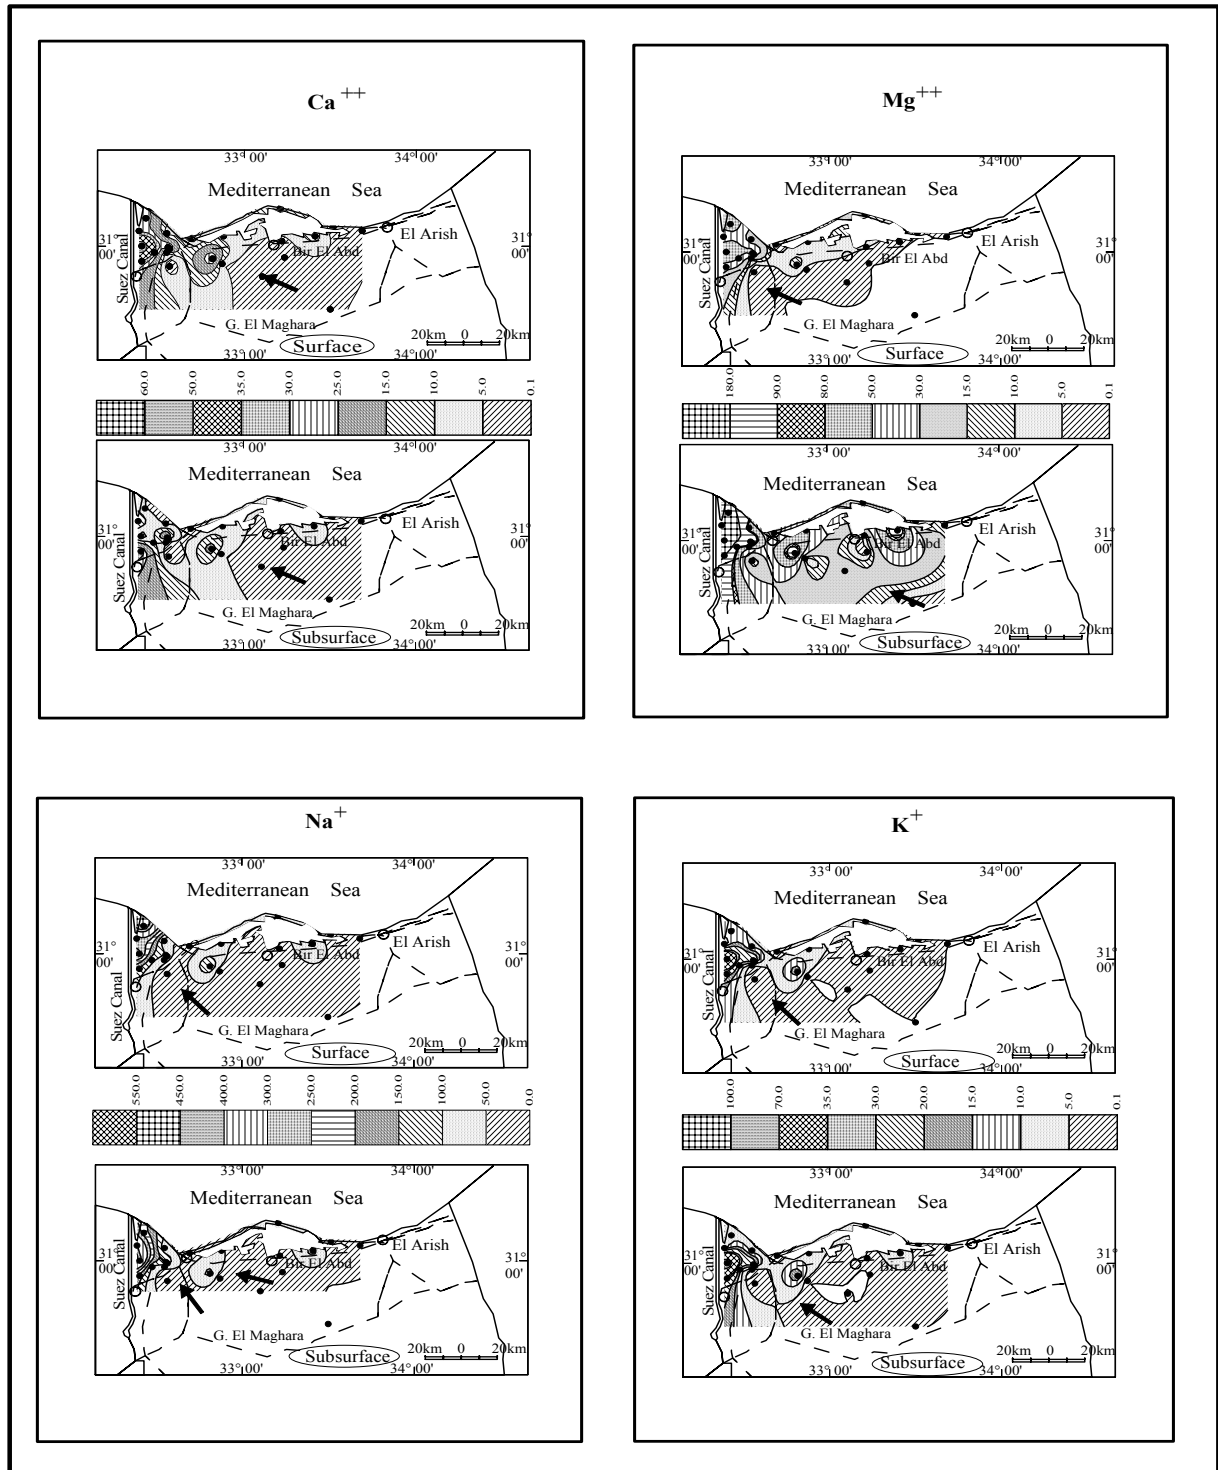 Ca ++
33° 00'
34° 00'
Mediterranean Sea
31°
00'
Suez Canal
El Arish
Bir El Abd
31°
00'
G. El Maghara
20km 0 20km
Surface
33° 00'
34° 00'
60.0 50.0 35.0 30.0 25.0 15.0 10.0 5.0 0.1
33° 00'
34° 00'
Mediterranean Sea
31°
00'
Suez Canal
El Arish
Bir El Abd
31°
00'
G. El Maghara
20km 0 20km
Subsurface
33° 00'
34° 00'
Mg ++
33° 00'
34° 00'
Mediterranean Sea
31°
00'
Suez Canal
El Arish
Bir El Abd
31°
00'
G. El Maghara
20km 0 20km
Surface
33° 00'
34° 00'
180.0 90.0 80.0 50.0 30.0 15.0 10.0 5.0 0.1
33° 00'
34° 00'
Mediterranean Sea
31°
00'
Suez Canal
El Arish
Bir El Abd
31°
00'
G. El Maghara
20km 0 20km
Subsurface
33° 00'
34° 00'
Na +
33° 00'
34° 00'
Mediterranean Sea
31°
00'
Suez Canal
El Arish
Bir El Abd
31°
00'
G. El Maghara
20km 0 20km
Surface
33° 00'
34° 00'
550.0 450.0 400.0 300.0 250.0 200.0 150.0 100.0 50.0 0.0
33° 00'
34° 00'
Mediterranean Sea
31°
00'
Suez Canal
El Arish
Bir El Abd
31°
00'
G. El Maghara
20km 0 20km
Subsurface
33° 00'
34° 00'
K +
33° 00'
34° 00'
Mediterranean Sea
31°
00'
Suez Canal
El Arish
Bir El Abd
31°
00'
G. El Maghara
20km 0 20km
Surface
33° 00'
34° 00'
100.0 70.0 35.0 30.0 20.0 15.0 10.0 5.0 0.1
33° 00'
34° 00'
Mediterranean Sea
31°
00'
Suez Canal
El Arish
Bir El Abd
31°
00'
G. El Maghara
20km 0 20km
Subsurface
33° 00'
34° 00'